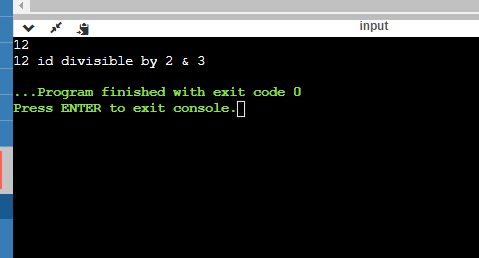 input
12
12 id divisible by 2 & 3
...Program finished with exit code 0
Press ENTER to exit console.